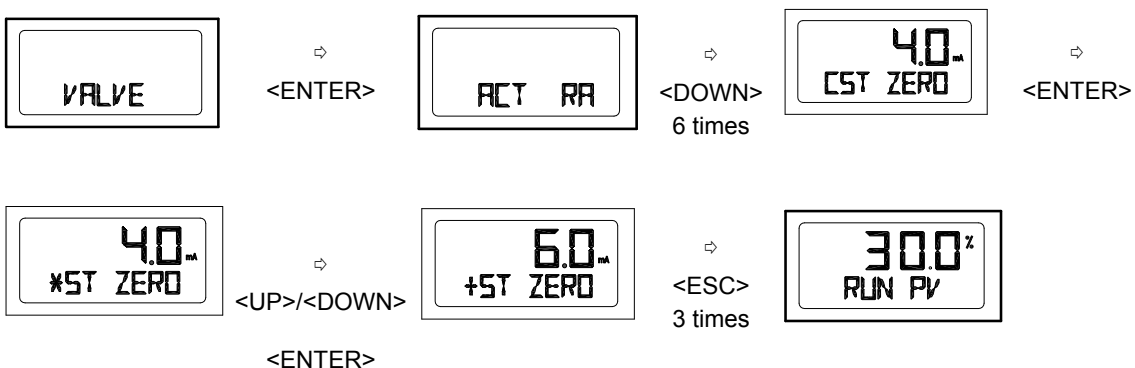 VALVE
⇨
<ENTER>
ACT RA
⇨
<DOWN>
6 times
4.0 mA
CST ZERO
⇨
<ENTER>
4.0 mA
*ST ZERO
⇨
<UP>/<DOWN>
<ENTER>
6.0 mA
+ST ZERO
⇨
<ESC>
3 times
30.0 %
RUN PV